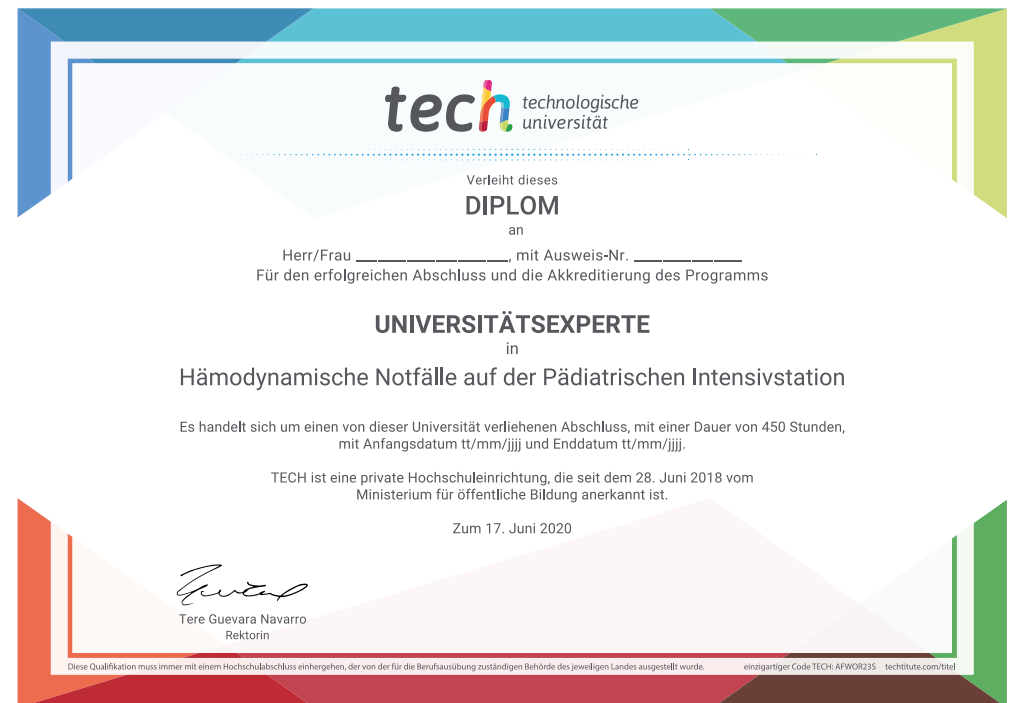 tech technologische
universität
Verleiht dieses
DIPLOM
an
Herr/Frau ____________, mit Ausweis-Nr. _________
Für den erfolgreichen Abschluss und die Akkreditierung des Programms
UNIVERSITÄTSEXPERTE
in
Hämodynamische Notfälle auf der Pädiatrischen Intensivstation
Es handelt sich um einen von dieser Universität verliehenen Abschluss, mit einer Dauer von 450 Stunden,
mit Anfangsdatum tt/mm/jjjj und Enddatum tt/mm/jjjj.
TECH ist eine private Hochschuleinrichtung, die seit dem 28. Juni 2018 vom
Ministerium für öffentliche Bildung anerkannt ist.
Zum 17. Juni 2020
Tere Guevara Navarro
Rektorin
Diese Qualifikation muss immer mit einem Hochschulabschluss einhergehen, der von der für die Berufsausübung zuständigen Behörde des jeweiligen Landes ausgestellt wurde. einzigartiger Code TECH: AFWOR23S techtitute.com/titel